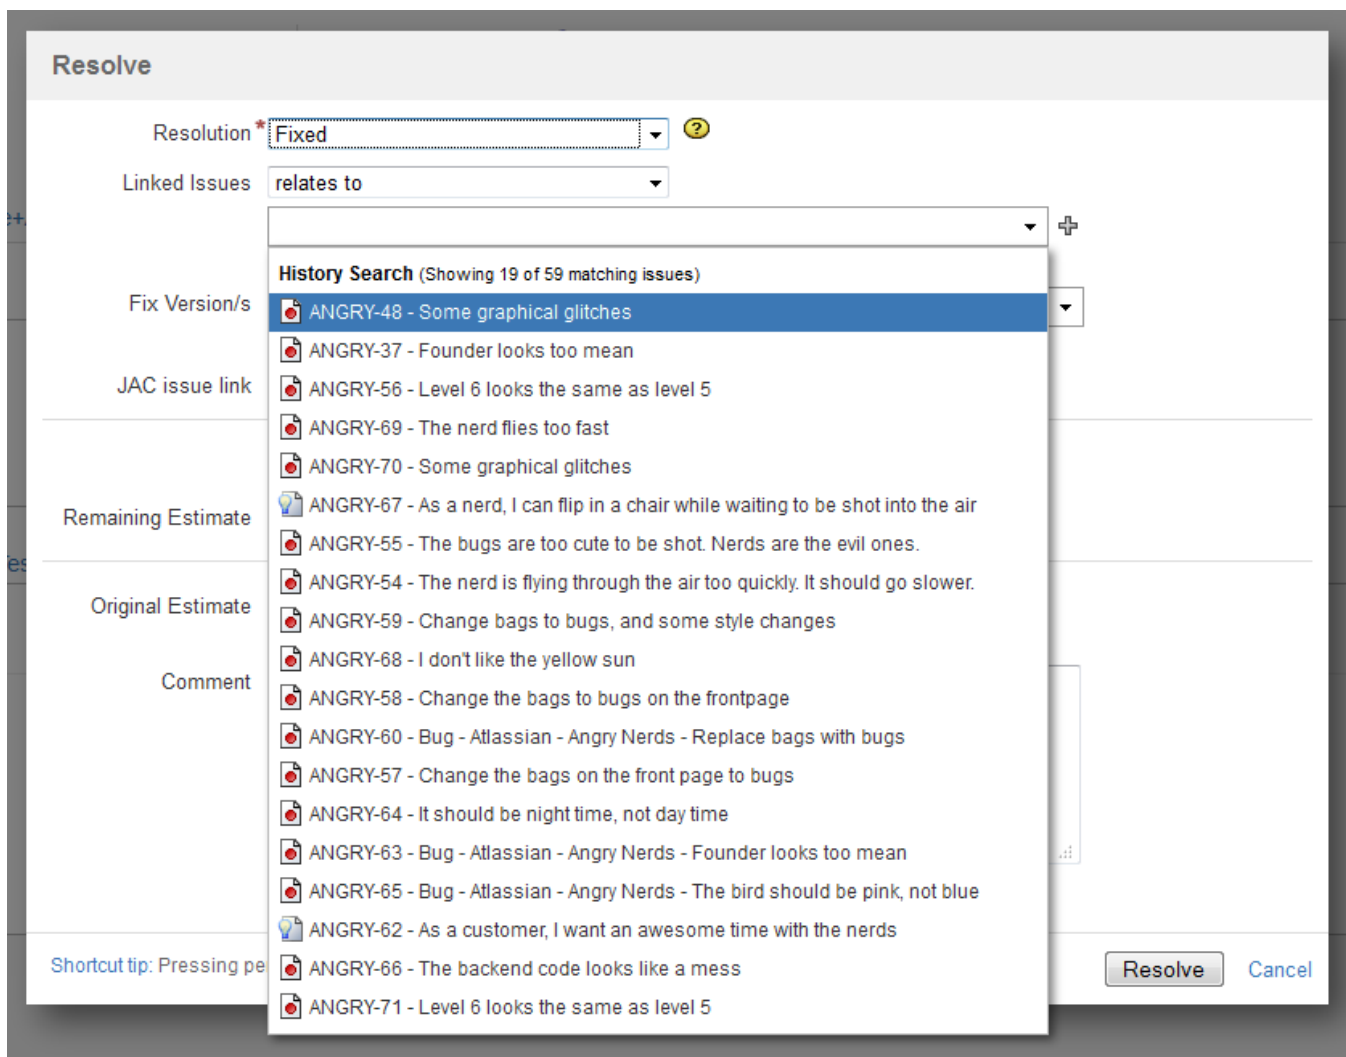 Resolve
Resolution * Fixed
Linked Issues relates to
History Search (Showing 19 of 59 matching issues)
Fix Version/s
ANGRY-48 - Some graphical glitches
ANGRY-37 - Founder looks too mean
JAC issue link
ANGRY-56 - Level 6 looks the same as level 5
ANGRY-69 - The nerd flies too fast
ANGRY-70 - Some graphical glitches
ANGRY-67 - As a nerd, I can flip in a chair while waiting to be shot into the air
Remaining Estimate
ANGRY-55 - The bugs are too cute to be shot. Nerds are the evil ones.
ANGRY-54 - The nerd is flying through the air too quickly. It should go slower.
Original Estimate
ANGRY-59 - Change bags to bugs, and some style changes
ANGRY-68 - I don't like the yellow sun
Comment
ANGRY-58 - Change the bags to bugs on the frontpage
ANGRY-60 - Bug - Atlassian - Angry Nerds - Replace bags with bugs
ANGRY-57 - Change the bags on the front page to bugs
ANGRY-64 - It should be night time, not day time
ANGRY-63 - Bug - Atlassian - Angry Nerds - Founder looks too mean
ANGRY-65 - Bug - Atlassian - Angry Nerds - The bird should be pink, not blue
ANGRY-62 - As a customer, I want an awesome time with the nerds
ANGRY-66 - The backend code looks like a mess
ANGRY-71 - Level 6 looks the same as level 5
Shortcut tip: Pressing pe
Resolve Cancel